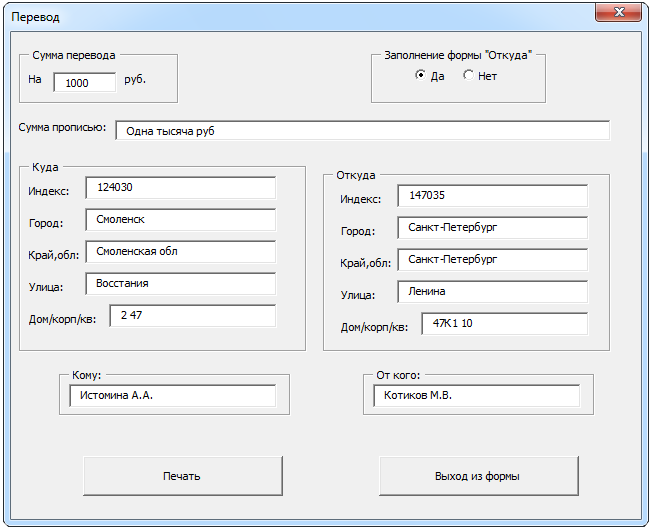 Перевод
Сумма перевода
На 1000 руб.
Заполнение формы "Откуда"
Да Нет
Сумма прописью: Одна тысяча руб
Куда
Индекс: 124030
Город: Смоленск
Край,обл: Смоленская обл
Улица: Восстания
Дом/корп/кв: 2 47
Откуда
Индекс: 147035
Город: Санкт-Петербург
Край,обл: Санкт-Петербург
Улица: Ленина
Дом/корп/кв: 47К1 10
Кому:
Истомина А.А.
От кого:
Котиков М.В.
Печать
Выход из формы